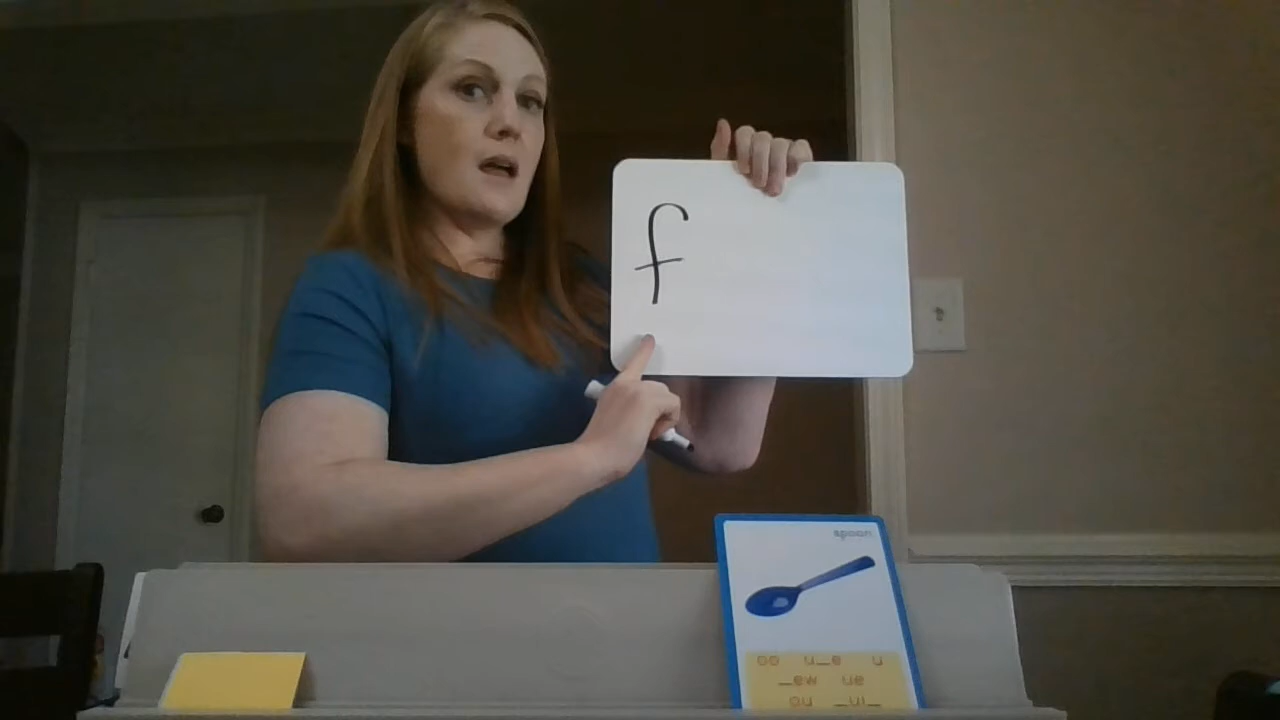 f
spoon
oo u_e u
_ew ue
ou _ui_